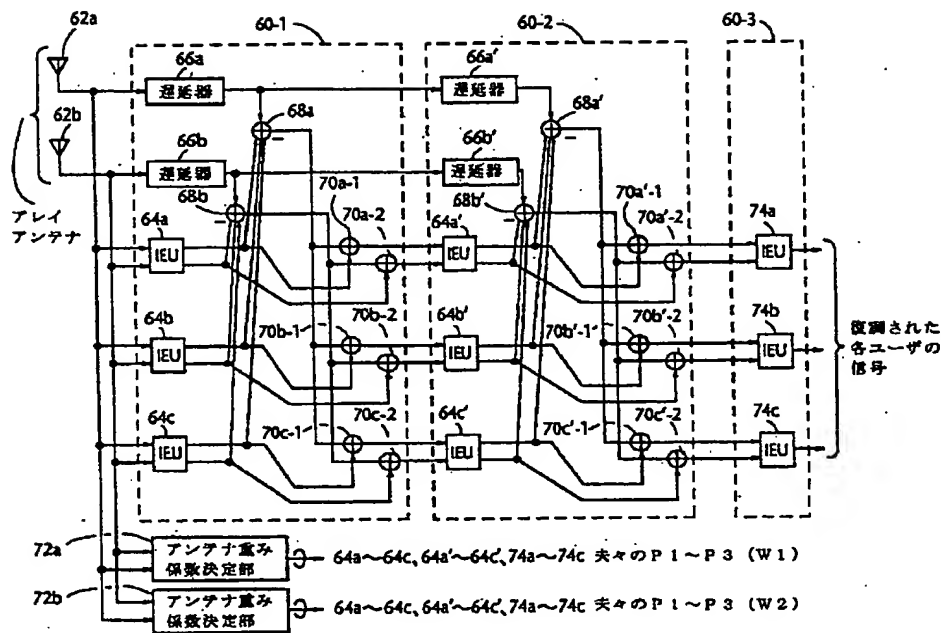 62a
60-1
60-2
60-3
66a
66a′
遅延器
遅延器
62b
68a
68a′
66b
66b′
遅延器
遅延器
68b
68b′
アレイ
アンテナ
64a
70a-1
70a-2
64a′
70a′-1
70a′-2
74a
IEU
IEU
IEU
64b
70b-1
70b-2
64b′
70b′-1
70b′-2
74b
IEU
IEU
IEU
復調された
各ユーザの
信号
64c
70c-1
70c-2
64c′
70c′-1
70c′-2
74c
IEU
IEU
IEU
72a
アンテナ重み
係数決定部
64a〜64c、64a′〜64c′、74a〜74c 夫々のP1〜P3 (W1)
72b
アンテナ重み
係数決定部
64a〜64c、64a′〜64c′、74a〜74c 夫々のP1〜P3 (W2)